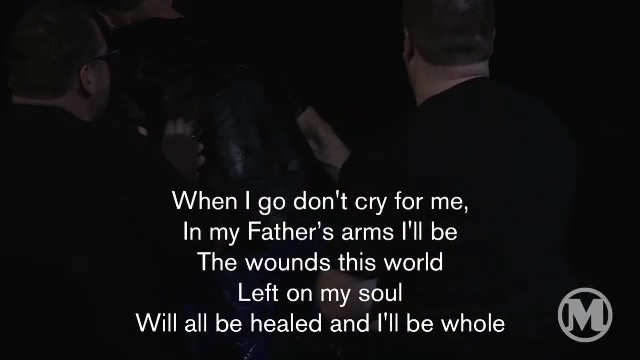 When I go don't cry for me,
In my Father’s arms I'll be
The wounds this world
Left on my soul
Will all be healed and I'll be whole
M